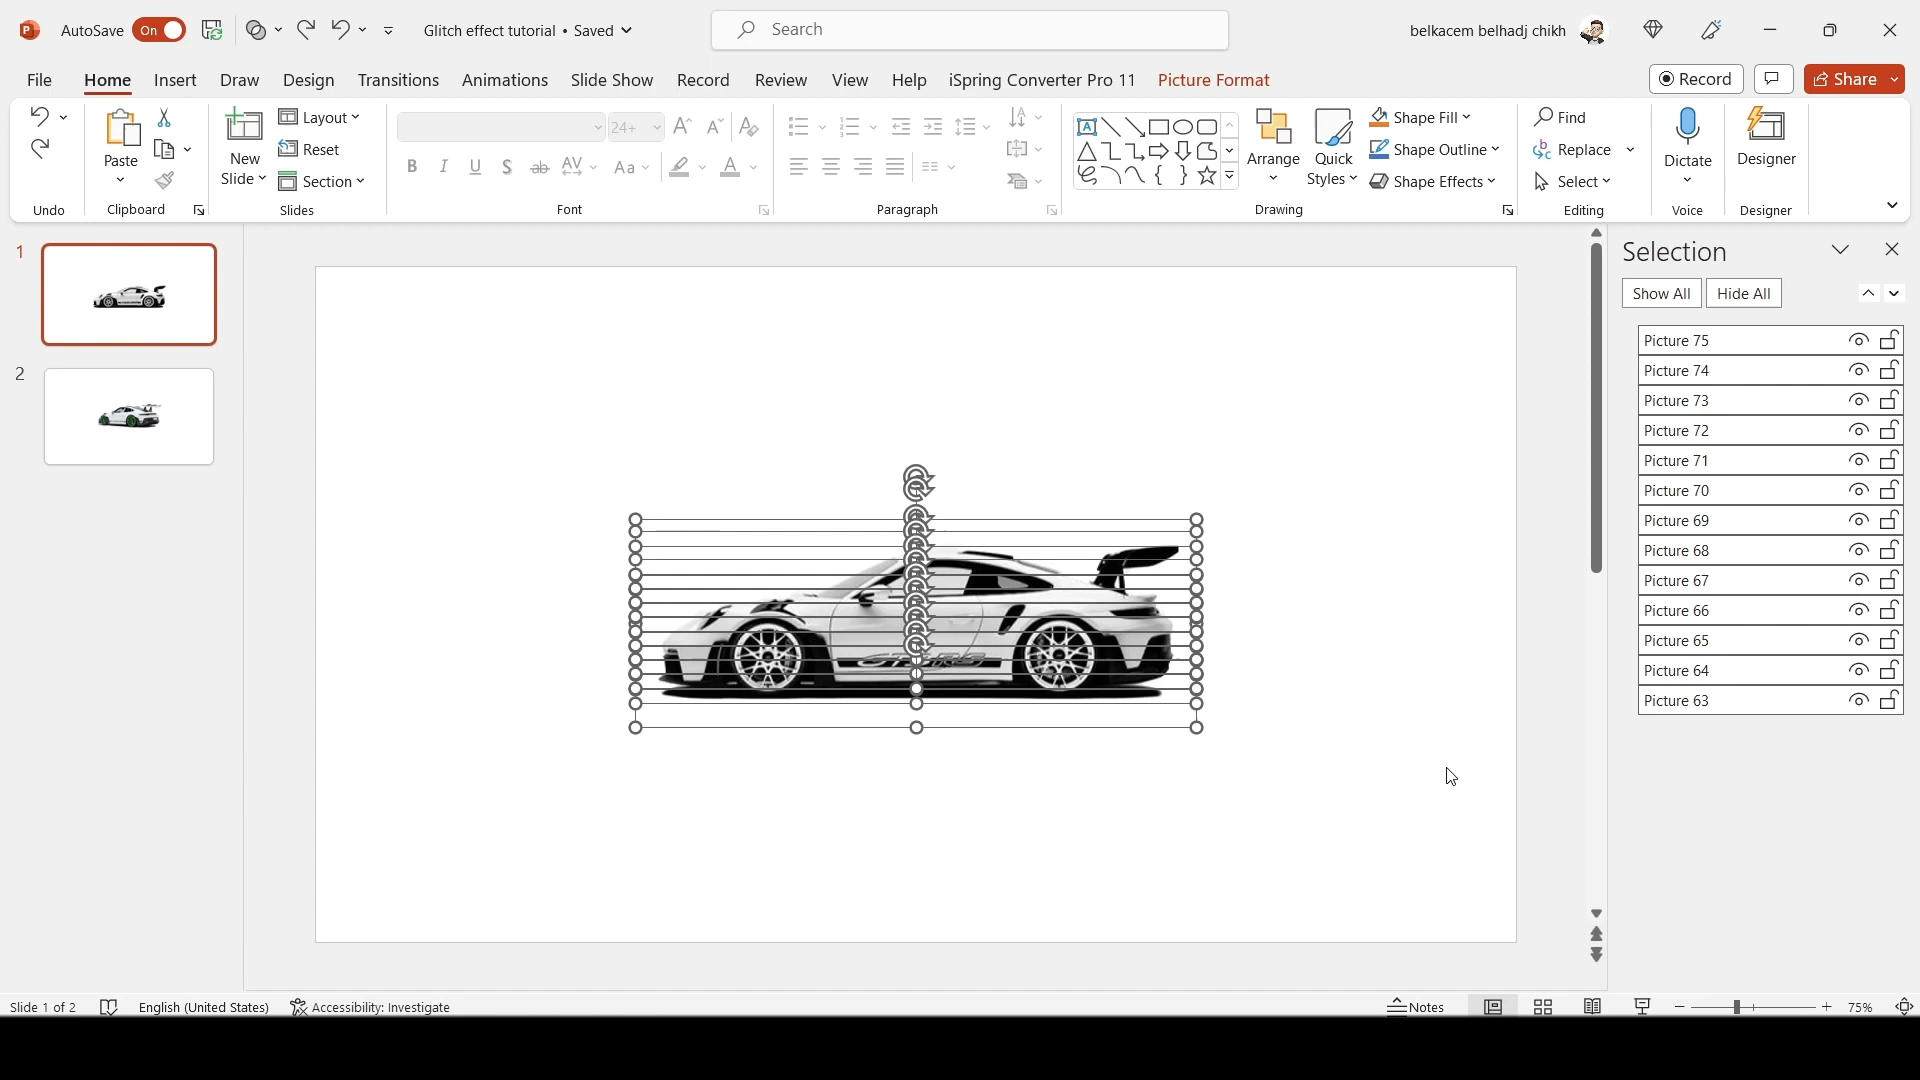 AutoSave On Glitch effect tutorial • Saved Search belkacem belhadj chikh
File Home Insert Draw Design Transitions Animations Slide Show Record Review View Help iSpring Converter Pro 11 Picture Format Record Share
Undo
Paste
Clipboard
New
Slide
Layout
Reset
Section
Slides
24+
B I U S ab AV Aa A
Font
Paragraph
Arrange
Quick
Styles
Shape Fill
Shape Outline
Shape Effects
Drawing
Find
Replace
Select
Editing
Dictate
Voice
Designer
Designer
1
2
GT3 RS
Selection
Show All Hide All
Picture 75
Picture 74
Picture 73
Picture 72
Picture 71
Picture 70
Picture 69
Picture 68
Picture 67
Picture 66
Picture 65
Picture 64
Picture 63
Slide 1 of 2 English (United States) Accessibility: Investigate Notes 75%